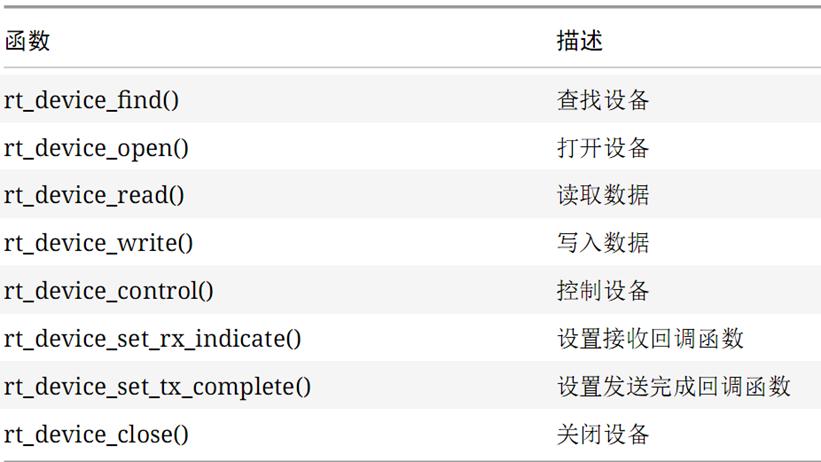 函数 描述
rt_device_find() 查找设备
rt_device_open() 打开设备
rt_device_read() 读取数据
rt_device_write() 写入数据
rt_device_control() 控制设备
rt_device_set_rx_indicate() 设置接收回调函数
rt_device_set_tx_complete() 设置发送完成回调函数
rt_device_close() 关闭设备